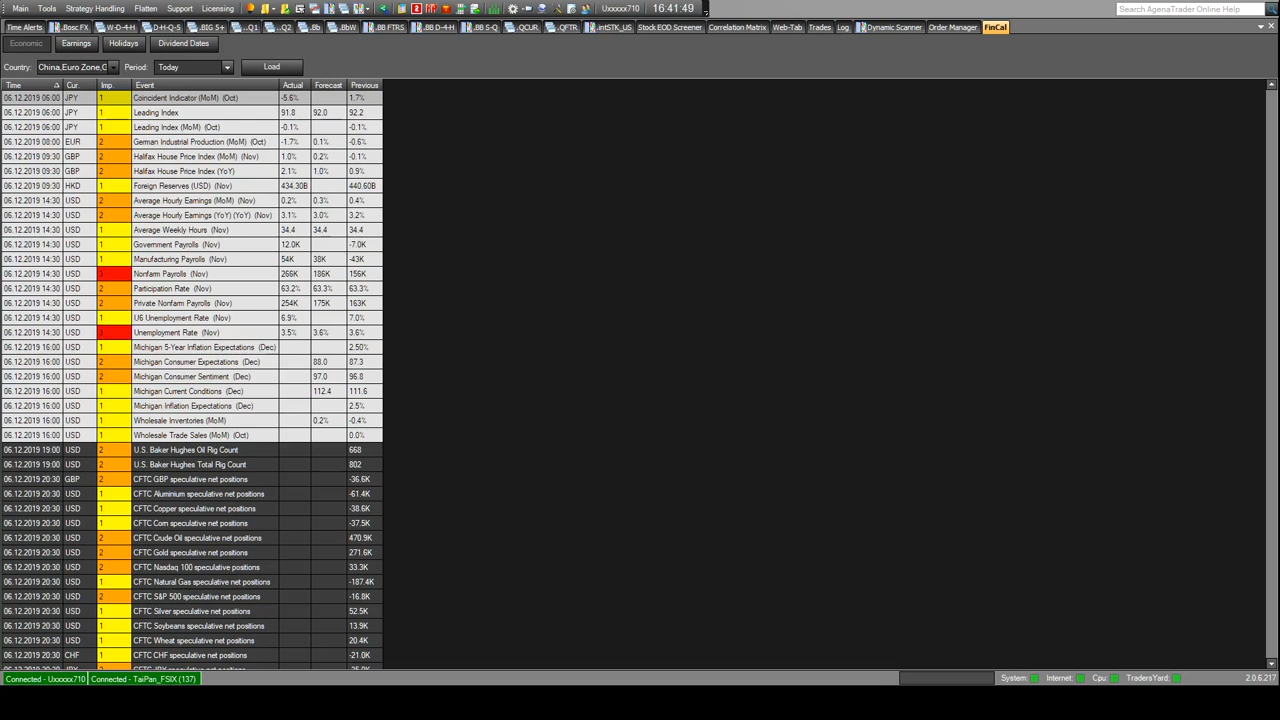 Main Tools Strategy Handling Flatten Support Licensing 2 Uxxxxx710 16:41:49 Search AgenaTrader Online Help
Time Alerts .Bosc FX W-D-4-H D-H-Q-S .BIG 5+ ..Q1 ..Q2 .Bb .BbW .BB FTRS .BB D-4-H .BB S-Q _QCUR _QFTR .IntSTK_US Stock EOD Screener Correlation Matrix Web-Tab Trades Log Dynamic Scanner Order Manager FinCal
Economic Earnings Holidays Dividend Dates
Country: China,Euro Zone,G Period: Today Load
Time Cur. Imp. Event Actual Forecast Previous
06.12.2019 06:00 JPY 1 Coincident Indicator (MoM) (Oct) -5.6% 1.7%
06.12.2019 06:00 JPY 1 Leading Index 91.8 92.0 92.2
06.12.2019 06:00 JPY 1 Leading Index (MoM) (Oct) -0.1% -0.1%
06.12.2019 08:00 EUR 2 German Industrial Production (MoM) (Oct) -1.7% 0.1% -0.6%
06.12.2019 09:30 GBP 2 Halifax House Price Index (MoM) (Nov) 1.0% 0.2% -0.1%
06.12.2019 09:30 GBP 2 Halifax House Price Index (YoY) 2.1% 1.0% 0.9%
06.12.2019 09:30 HKD 1 Foreign Reserves (USD) (Nov) 434.30B 440.60B
06.12.2019 14:30 USD 2 Average Hourly Earnings (MoM) (Nov) 0.2% 0.3% 0.4%
06.12.2019 14:30 USD 2 Average Hourly Earnings (YoY) (YoY) (Nov) 3.1% 3.0% 3.2%
06.12.2019 14:30 USD 1 Average Weekly Hours (Nov) 34.4 34.4 34.4
06.12.2019 14:30 USD 1 Government Payrolls (Nov) 12.0K -7.0K
06.12.2019 14:30 USD 1 Manufacturing Payrolls (Nov) 54K 38K -43K
06.12.2019 14:30 USD 3 Nonfarm Payrolls (Nov) 266K 186K 156K
06.12.2019 14:30 USD 2 Participation Rate (Nov) 63.2% 63.3% 63.3%
06.12.2019 14:30 USD 2 Private Nonfarm Payrolls (Nov) 254K 175K 163K
06.12.2019 14:30 USD 1 U6 Unemployment Rate (Nov) 6.9% 7.0%
06.12.2019 14:30 USD 3 Unemployment Rate (Nov) 3.5% 3.6% 3.6%
06.12.2019 16:00 USD 1 Michigan 5-Year Inflation Expectations (Dec) 2.50%
06.12.2019 16:00 USD 2 Michigan Consumer Expectations (Dec) 88.0 87.3
06.12.2019 16:00 USD 2 Michigan Consumer Sentiment (Dec) 97.0 96.8
06.12.2019 16:00 USD 1 Michigan Current Conditions (Dec) 112.4 111.6
06.12.2019 16:00 USD 1 Michigan Inflation Expectations (Dec) 2.5%
06.12.2019 16:00 USD 1 Wholesale Inventories (MoM) 0.2% -0.4%
06.12.2019 16:00 USD 1 Wholesale Trade Sales (MoM) (Oct) 0.0%
06.12.2019 19:00 USD 2 U.S. Baker Hughes Oil Rig Count 668
06.12.2019 19:00 USD 2 U.S. Baker Hughes Total Rig Count 802
06.12.2019 20:30 GBP 2 CFTC GBP speculative net positions -36.6K
06.12.2019 20:30 USD 1 CFTC Aluminium speculative net positions -61.4K
06.12.2019 20:30 USD 1 CFTC Copper speculative net positions -38.6K
06.12.2019 20:30 USD 1 CFTC Corn speculative net positions -37.5K
06.12.2019 20:30 USD 2 CFTC Crude Oil speculative net positions 470.9K
06.12.2019 20:30 USD 2 CFTC Gold speculative net positions 271.6K
06.12.2019 20:30 USD 2 CFTC Nasdaq 100 speculative net positions 33.3K
06.12.2019 20:30 USD 1 CFTC Natural Gas speculative net positions -187.4K
06.12.2019 20:30 USD 2 CFTC S&P 500 speculative net positions -16.8K
06.12.2019 20:30 USD 1 CFTC Silver speculative net positions 52.5K
06.12.2019 20:30 USD 1 CFTC Soybeans speculative net positions 13.9K
06.12.2019 20:30 USD 1 CFTC Wheat speculative net positions 20.4K
06.12.2019 20:30 CHF 1 CFTC CHF speculative net positions -21.0K
06.12.2019 20:30 JPY 2 CFTC JPY speculative net positions
Connected - Uxxxxx710 Connected - TaiPan_FSIX (137) System: Internet: Cpu: TradersYard: 2.0.6.217